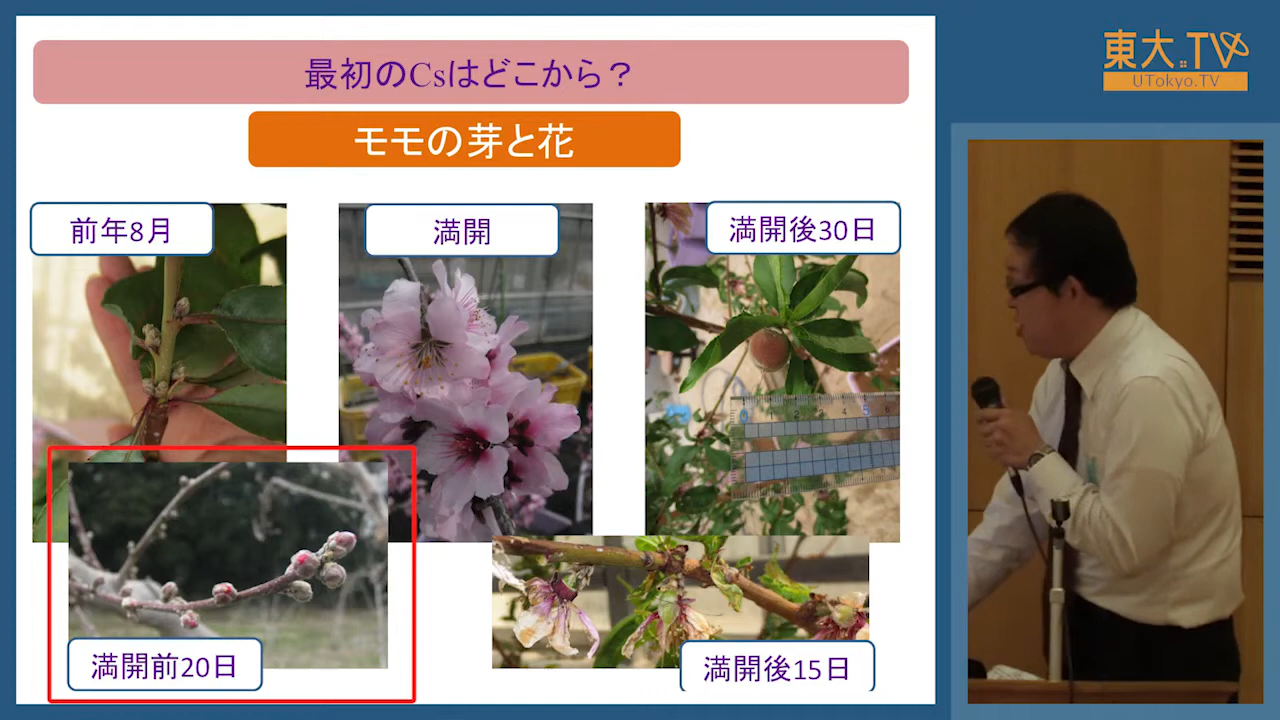 最初のCsはどこから？
モモの芽と花
前年8月
満開
満開後30日
満開前20日
満開後15日
東大.TV
UTokyo.TV